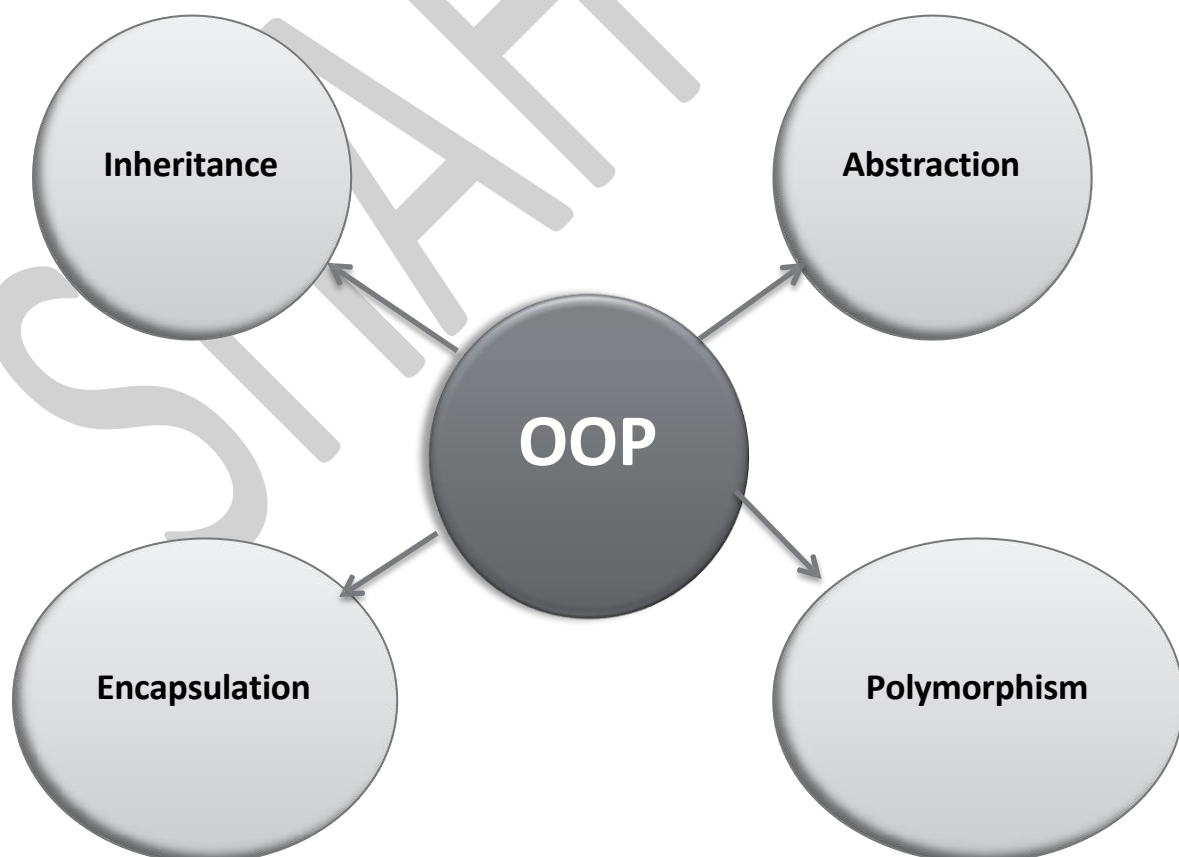 Inheritance
Abstraction
OOP
Encapsulation
Polymorphism